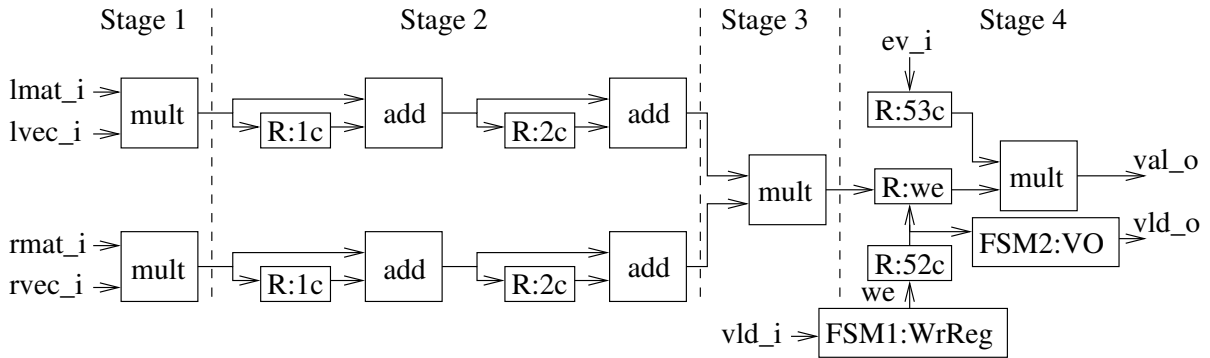 Stage 1 Stage 2 Stage 3 Stage 4
ev_i
lmat_i
lvec_i
mult
R:1c
add
R:2c
add
R:53c
mult
R:we
mult
val_o
rmat_i
rvec_i
mult
R:1c
add
R:2c
add
R:52c
FSM2:VO
vld_o
we
vld_i
FSM1:WrReg